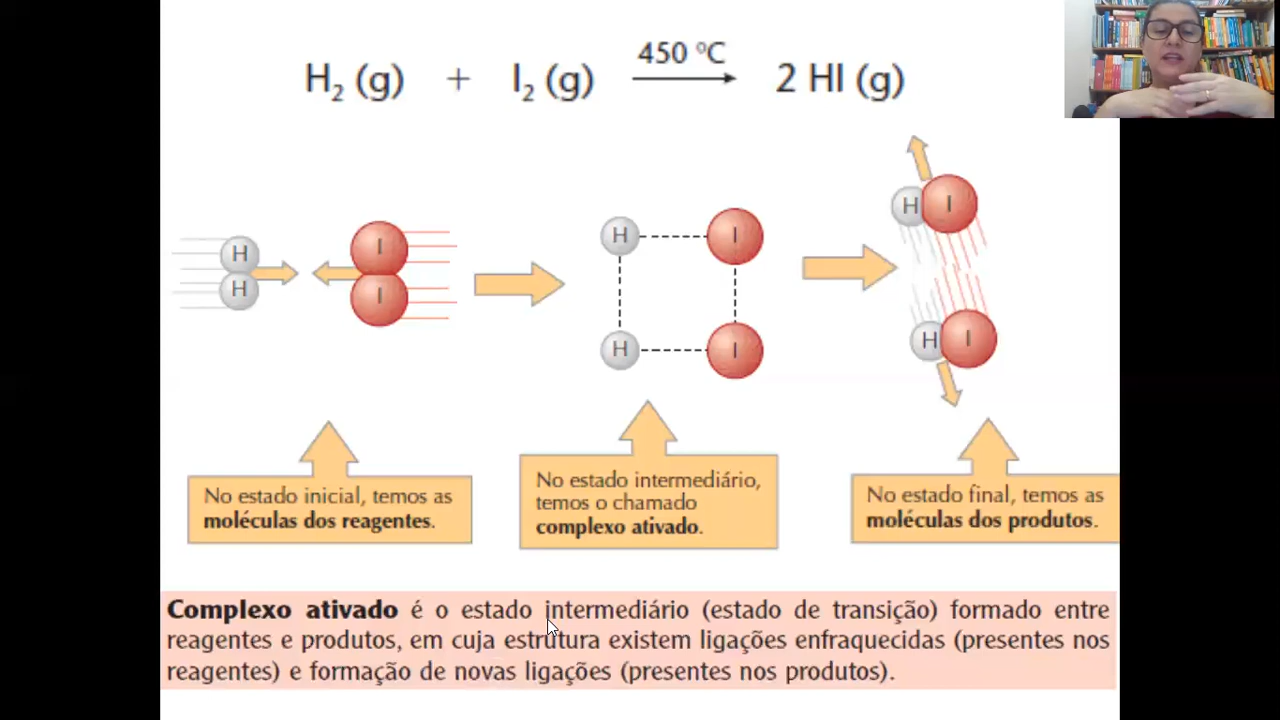 H₂ (g) + I₂ (g) 450 ºC 2 HI (g)
H I
H I
H I
H I
H I
H I
No estado inicial, temos as
moléculas dos reagentes.
No estado intermediário,
temos o chamado
complexo ativado.
No estado final, temos as
moléculas dos produtos.
Complexo ativado é o estado intermediário (estado de transição) formado entre
reagentes e produtos, em cuja estrutura existem ligações enfraquecidas (presentes nos
reagentes) e formação de novas ligações (presentes nos produtos).